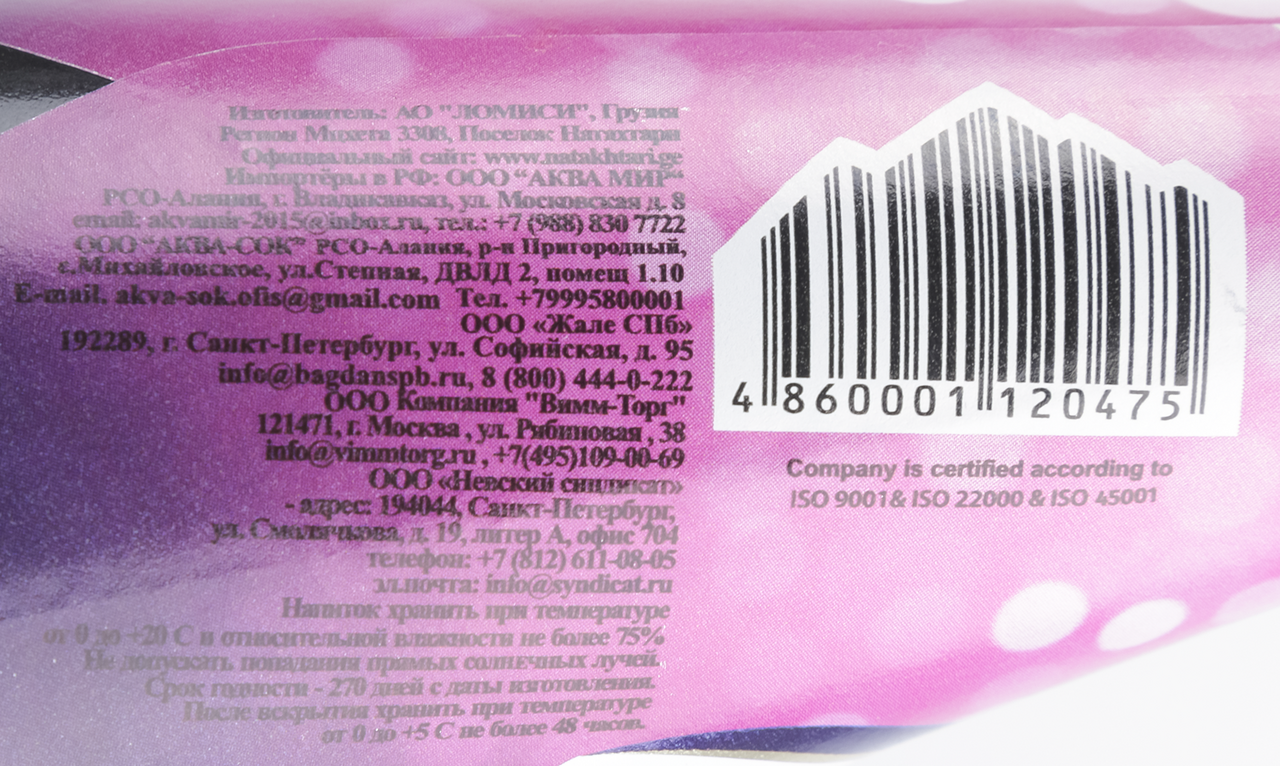 Изготовитель: АО "ЛОМИСИ", Грузия
Регион Мцхета 3308, Поселок Натахтари
Официальный сайт: www.natakhtari.ge
Импортёры в РФ: ООО “АКВА МИР“
РСО-Алания, г. Владикавказ, ул. Московская д. 8
email: akvamir-2015@inbox.ru, тел.: +7 (988) 830 7722
ООО “АКВА-СОК” РСО-Алания, р-н Пригородный,
с.Михайловское, ул.Степная, ДВЛД 2, помещ 1.10
E-mail. akva-sok.ofis@gmail.com Тел. +79995800001
ООО «Жале СПб»
192289, г. Санкт-Петербург, ул. Софийская, д. 95
info@bagdanspb.ru, 8 (800) 444-0-222
ООО Компания "Вимм-Торг"
121471, г. Москва , ул. Рябиновая , 38
info@vimmtorg.ru , +7(495)109-00-69
ООО «Невский синдикат»
- адрес: 194044, Санкт-Петербург,
ул. Смолячкова, д. 19, литер А, офис 704
телефон: +7 (812) 611-08-05
эл.почта: info@syndicat.ru
Напиток хранить при температуре
от 0 до +20 С и относительной влажности не более 75%
Не допускать попадания прямых солнечных лучей.
Срок годности - 270 дней с даты изготовления.
После вскрытия хранить при температуре
от 0 до +5 С не более 48 часов.
4 860001 120475
Company is certified according to
ISO 9001& ISO 22000 & ISO 45001